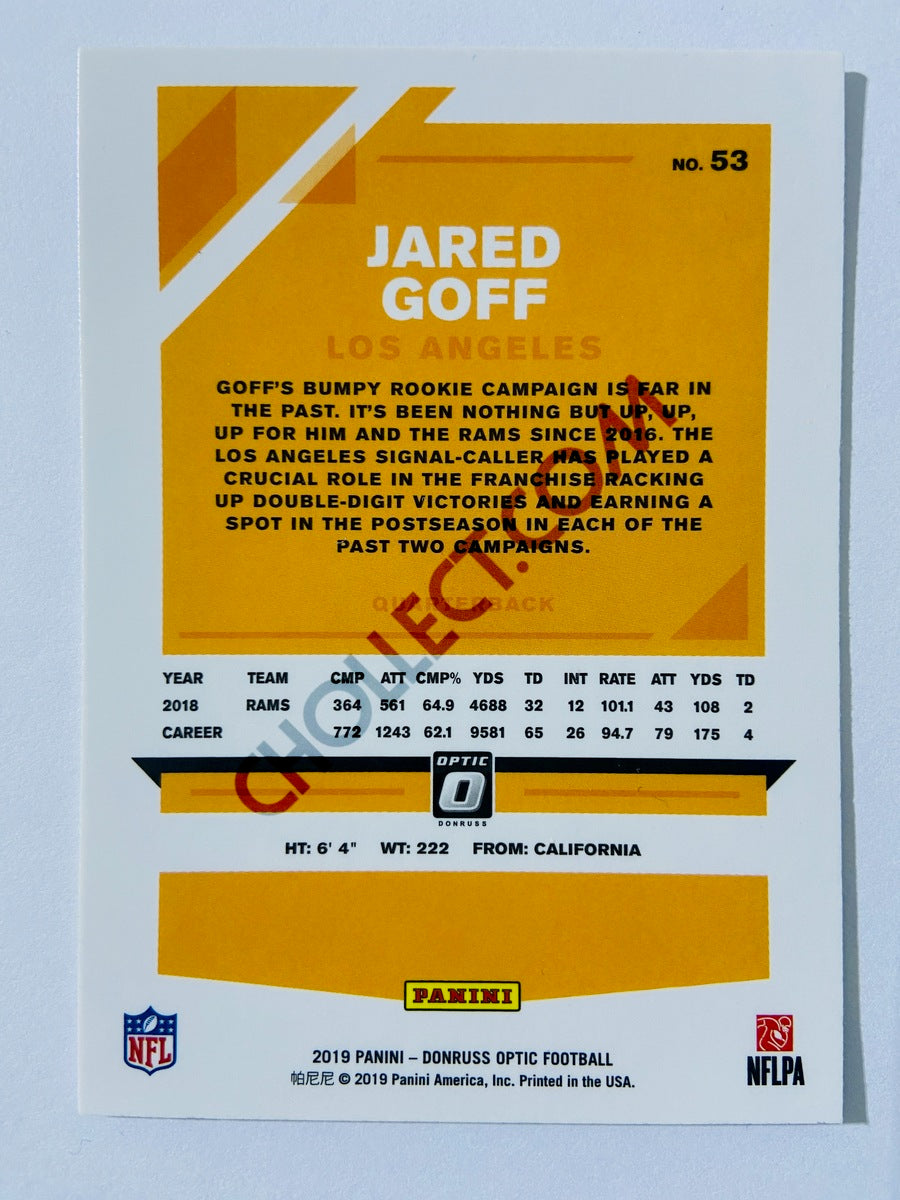 NO. 53
JARED
GOFF
LOS ANGELES
GOFF'S BUMPY ROOKIE CAMPAIGN IS FAR IN
THE PAST. IT'S BEEN NOTHING BUT UP, UP,
UP FOR HIM AND THE RAMS SINCE 2016. THE
LOS ANGELES SIGNAL-CALLER HAS PLAYED A
CRUCIAL ROLE IN THE FRANCHISE RACKING
UP DOUBLE-DIGIT VICTORIES AND EARNING A
SPOT IN THE POSTSEASON IN EACH OF THE
PAST TWO CAMPAIGNS.
QUARTERBACK
CHOLLECT.COM
YEAR TEAM CMP ATT CMP% YDS TD INT RATE ATT YDS TD
2018 RAMS 364 561 64.9 4688 32 12 101.1 43 108 2
CAREER 772 1243 62.1 9581 65 26 94.7 79 175 4
OPTIC
O
DONRUSS
HT: 6' 4" WT: 222 FROM: CALIFORNIA
PANINI
NFL
2019 PANINI – DONRUSS OPTIC FOOTBALL
帕尼尼 © 2019 Panini America, Inc. Printed in the USA.
NFLPA